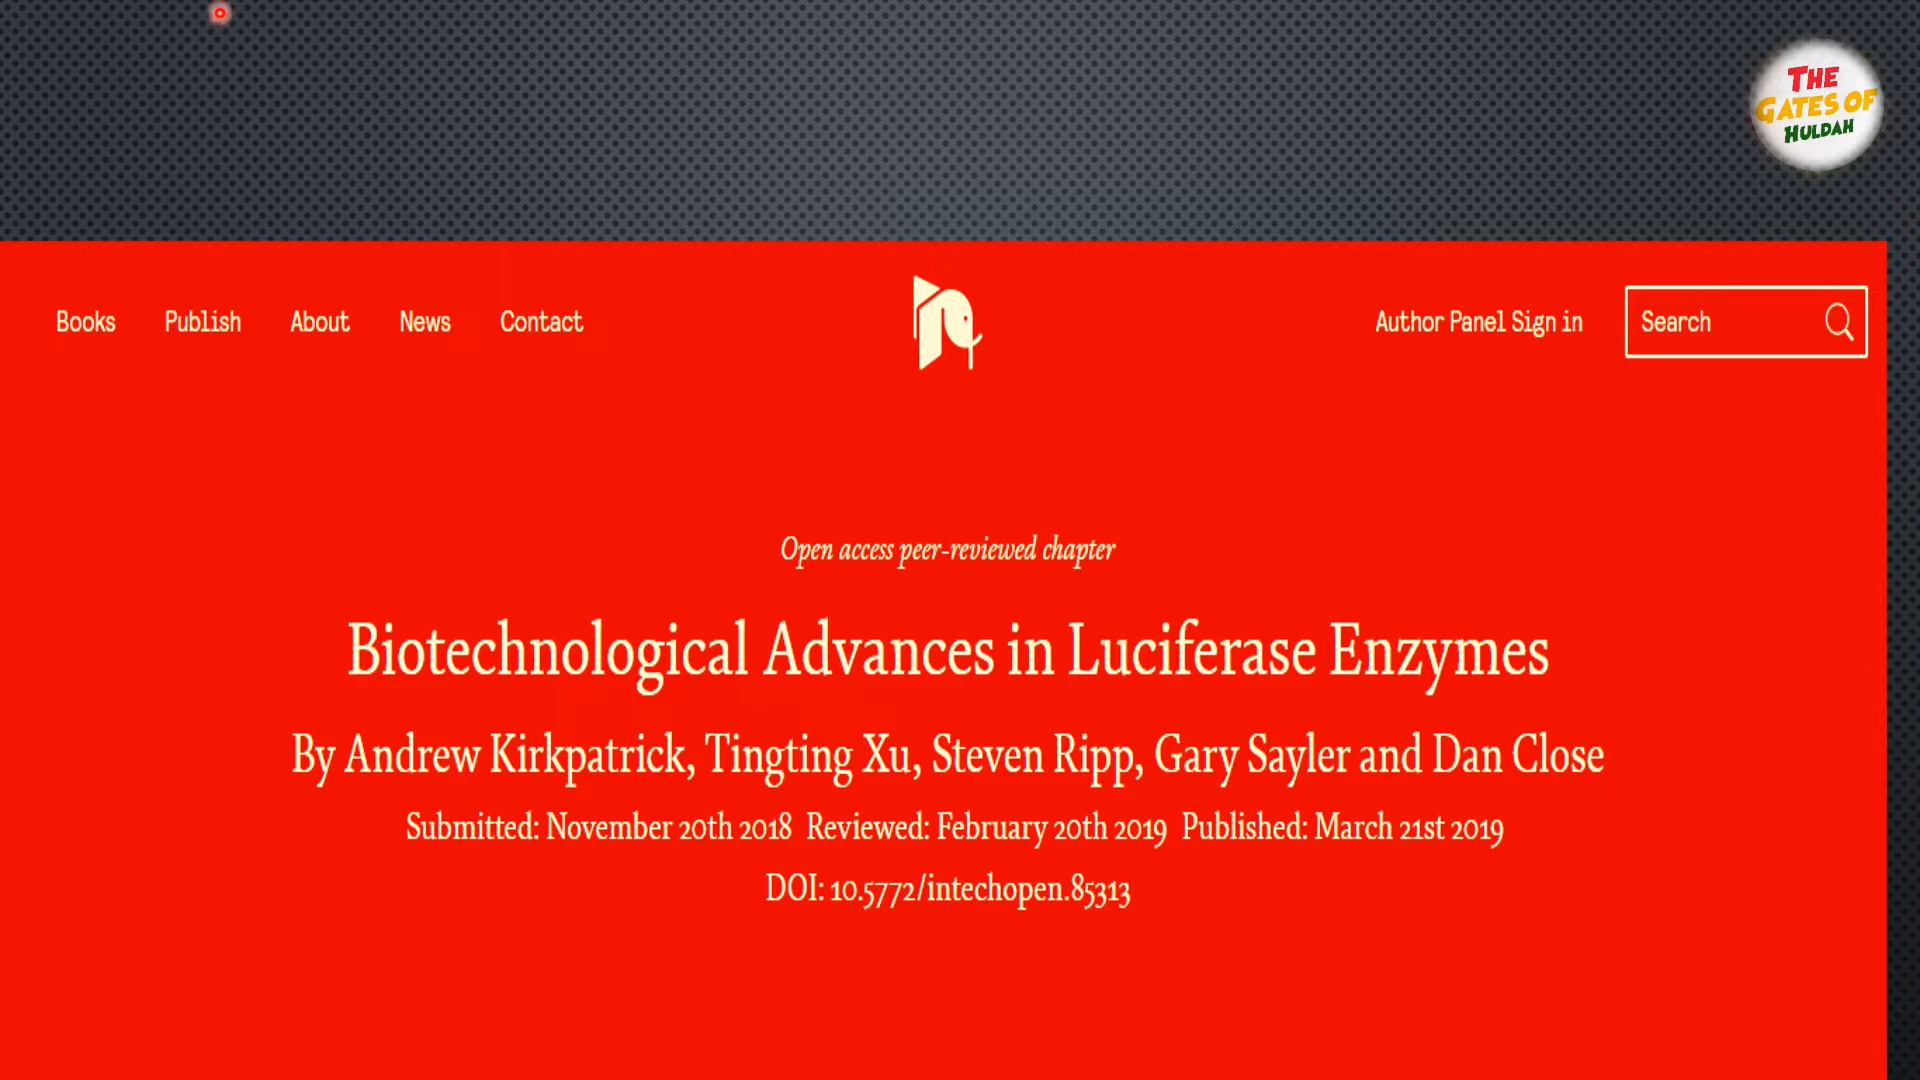 The
Gates of
Huldah
Books Publish About News Contact
Author Panel Sign in Search
Open access peer-reviewed chapter
Biotechnological Advances in Luciferase Enzymes
By Andrew Kirkpatrick, Tingting Xu, Steven Ripp, Gary Sayler and Dan Close
Submitted: November 20th 2018 Reviewed: February 20th 2019 Published: March 21st 2019
DOI: 10.5772/intechopen.85313